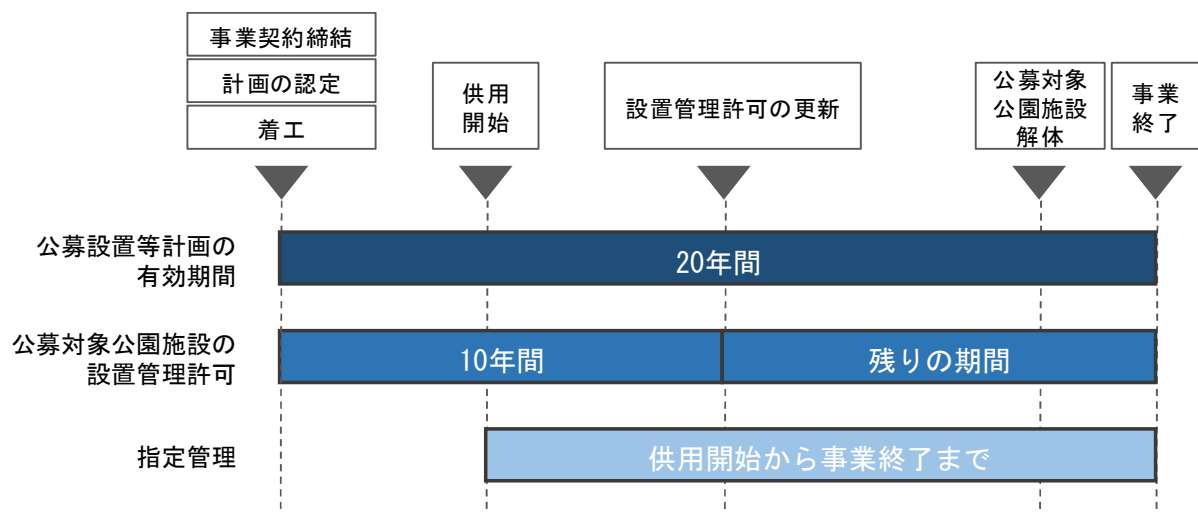 事業契約締結
計画の認定
着工
供用
開始
設置管理許可の更新
公募対象
公園施設
解体
事業
終了
公募設置等計画の
有効期間
20年間
公募対象公園施設の
設置管理許可
10年間
残りの期間
指定管理
供用開始から事業終了まで